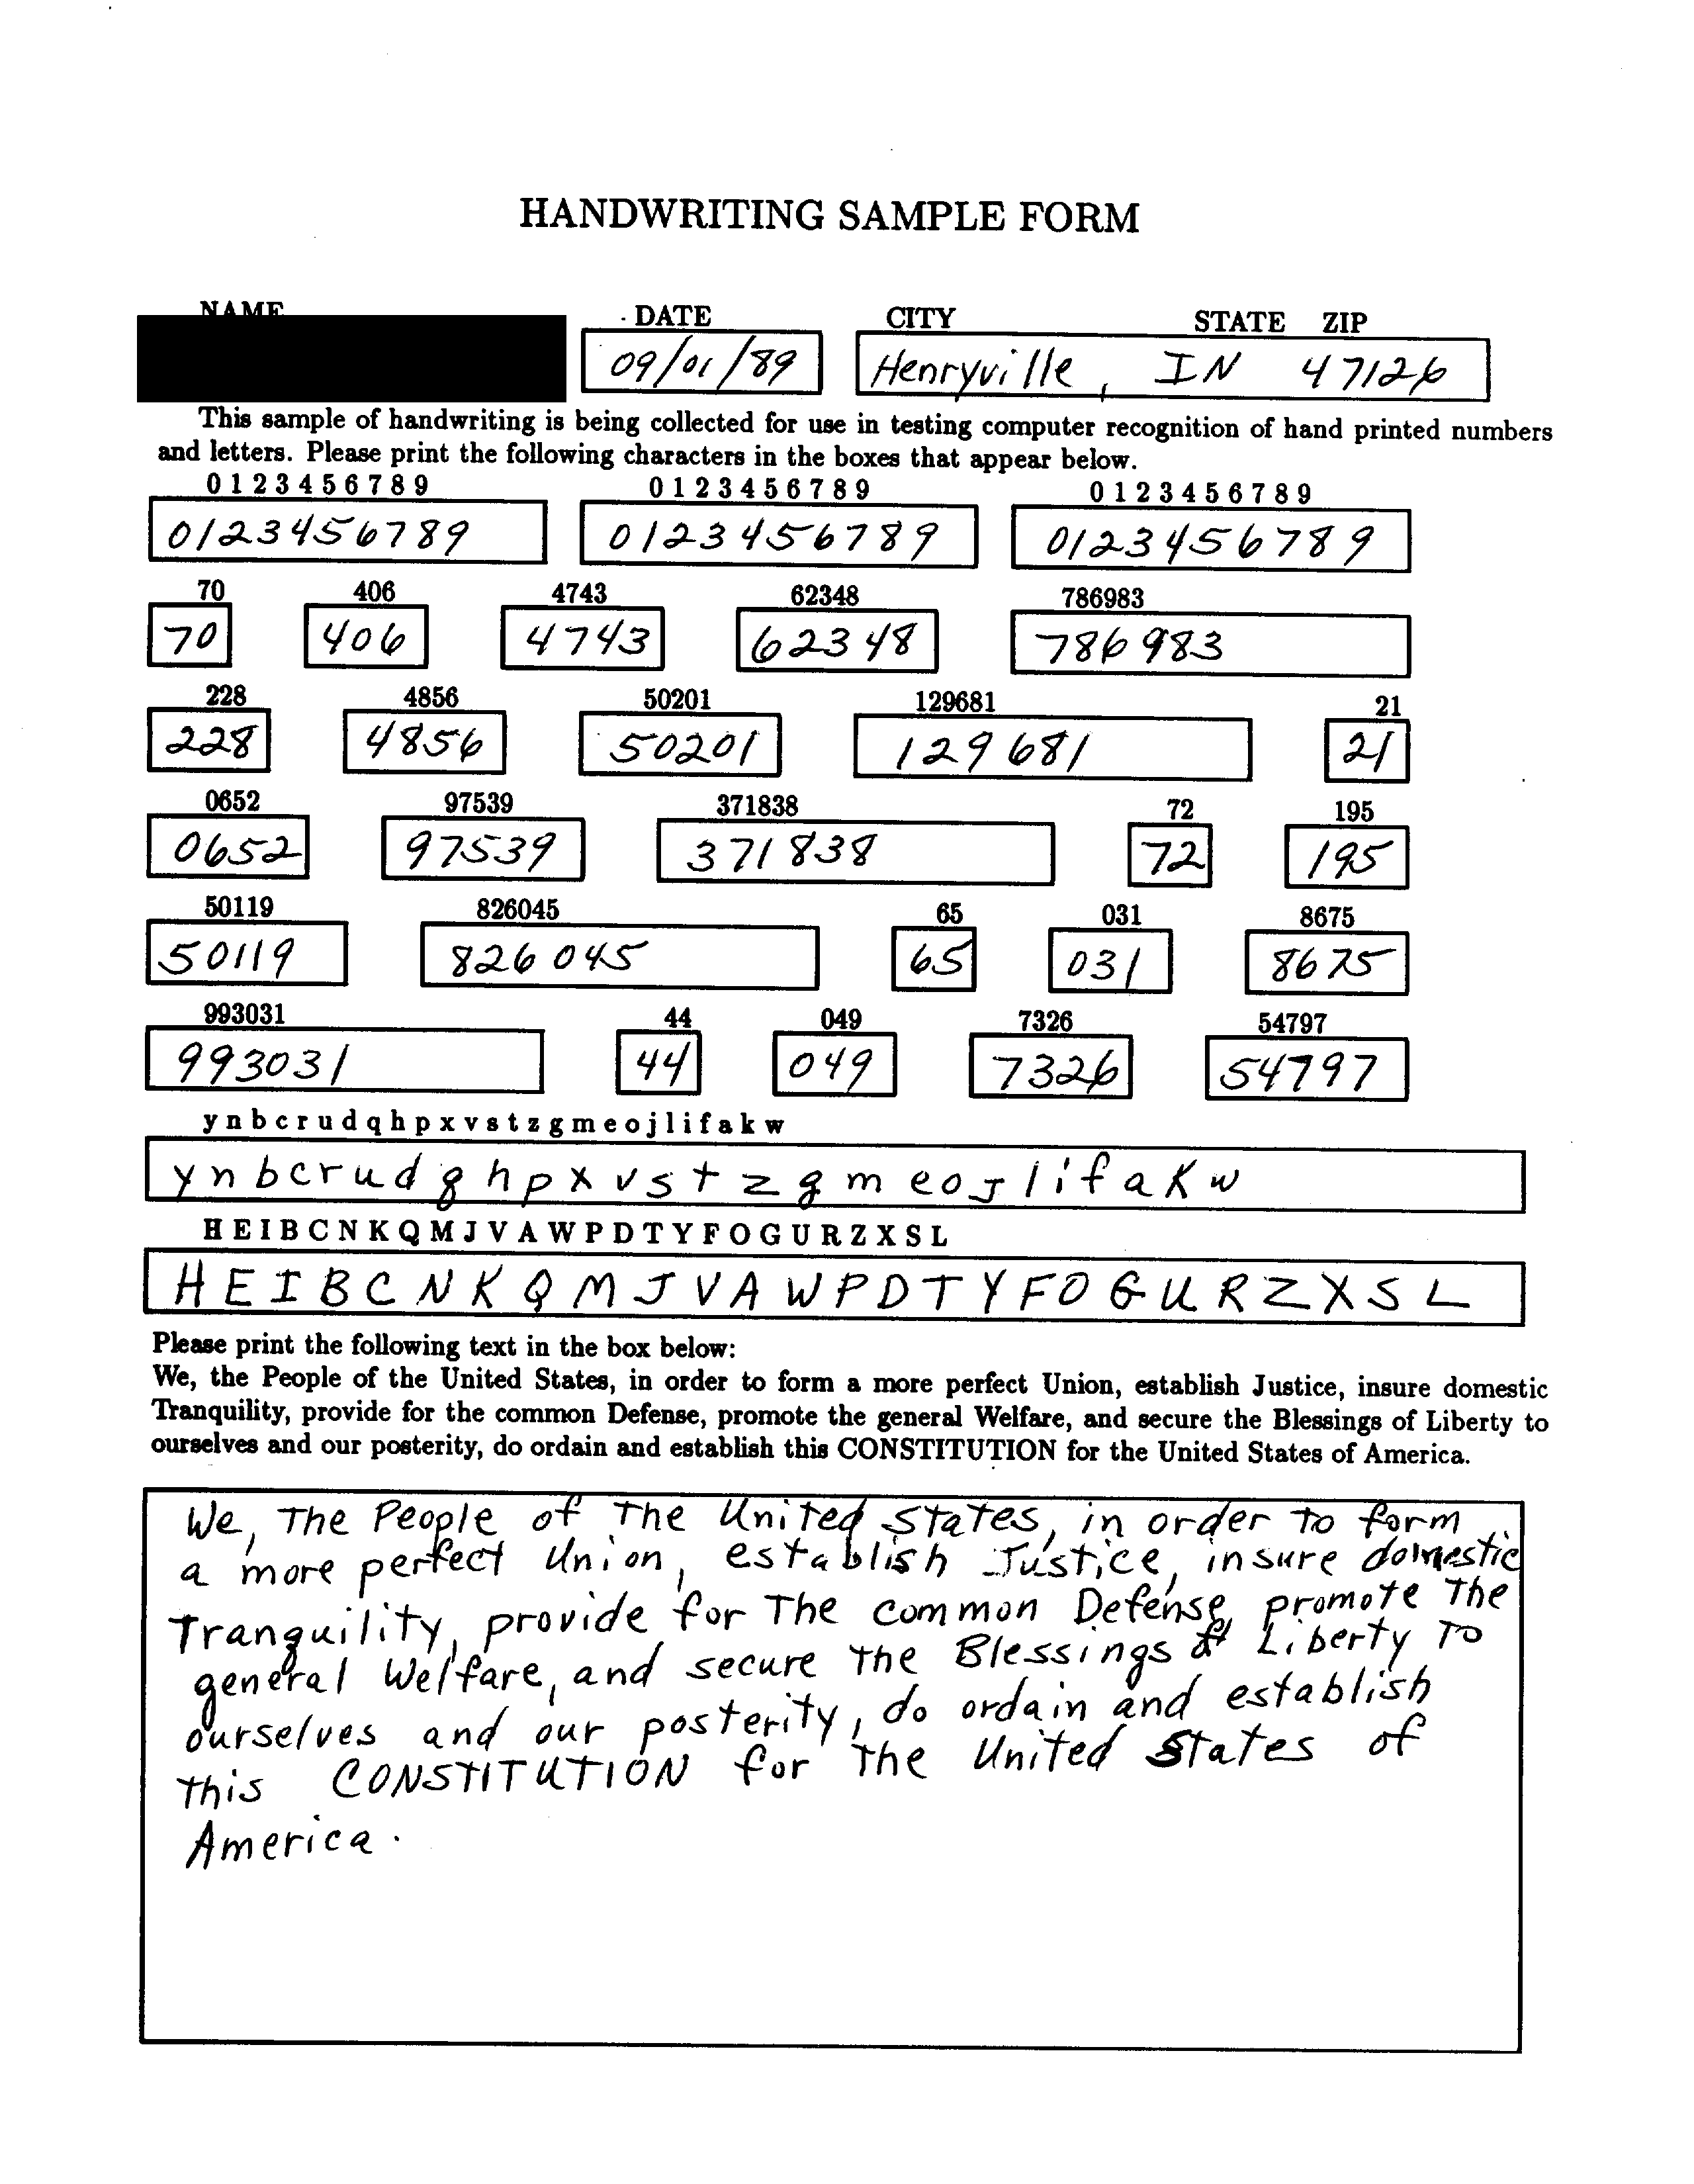 HANDWRITING SAMPLE FORM
NAME DATE CITY STATE ZIP
09/01/89 Henryville, IN 47126
This sample of handwriting is being collected for use in testing computer recognition of hand printed numbers
and letters. Please print the following characters in the boxes that appear below.
0 1 2 3 4 5 6 7 8 9 0 1 2 3 4 5 6 7 8 9 0 1 2 3 4 5 6 7 8 9
0123456789 0123456789 0123456789
70 406 4743 62348 786983
70 406 4743 62348 786983
228 4856 50201 129681 21
228 4856 50201 129681 21
0652 97539 371838 72 195
0652 97539 371838 72 195
50119 826045 65 031 8675
50119 826045 65 031 8675
993031 44 049 7326 54797
993031 44 049 7326 54797
y n b c r u d q h p x v s t z g m e o j l i f a k w
y n b c r u d q h p x v s t z g m e o J l i f a K w
H E I B C N K Q M J V A W P D T Y F O G U R Z X S L
H E I B C N K Q M J V A W P D T Y F O G U R Z X S L
Please print the following text in the box below:
We, the People of the United States, in order to form a more perfect Union, establish Justice, insure domestic
Tranquility, provide for the common Defense, promote the general Welfare, and secure the Blessings of Liberty to
ourselves and our posterity, do ordain and establish this CONSTITUTION for the United States of America.
We, The People of The United States, in order to form
a more perfect Union, establish Justice, insure domestic
Tranquility, provide for The common Defense, promote The
general Welfare, and secure The Blessings of Liberty To
ourselves and our posterity, do ordain and establish
this CONSTITUTION for The United States of
America.